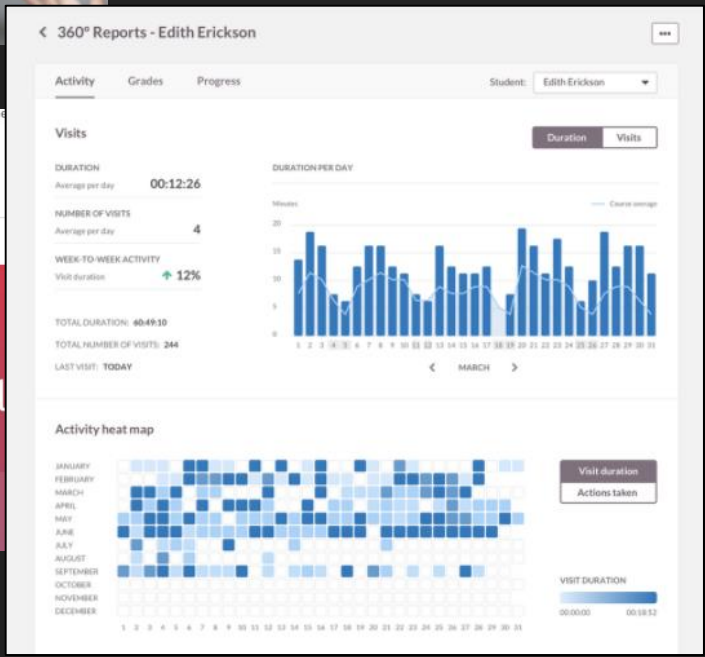 360° Reports - Edith Erickson
•••
Activity Grades Progress Student: Edith Erickson
Visits
Duration Visits
DURATION
Average per day 00:12:26
NUMBER OF VISITS
Average per day 4
WEEK-TO-WEEK ACTIVITY
Visit duration 12%
TOTAL DURATION: 60:49:10
TOTAL NUMBER OF VISITS: 244
LAST VISIT: TODAY
DURATION PER DAY
Minutes Course average
20
15
10
5
0
1 2 3 4 5 6 7 8 9 10 11 12 13 14 15 16 17 18 19 20 21 22 23 24 25 26 27 28 29 30 31
MARCH
Activity heat map
JANUARY
FEBRUARY
MARCH
APRIL
MAY
JUNE
JULY
AUGUST
SEPTEMBER
OCTOBER
NOVEMBER
DECEMBER
1 2 3 4 5 6 7 8 9 10 11 12 13 14 15 16 17 18 19 20 21 22 23 24 25 26 27 28 29 30 31
Visit duration
Actions taken
VISIT DURATION
00:00:00 00:18:52